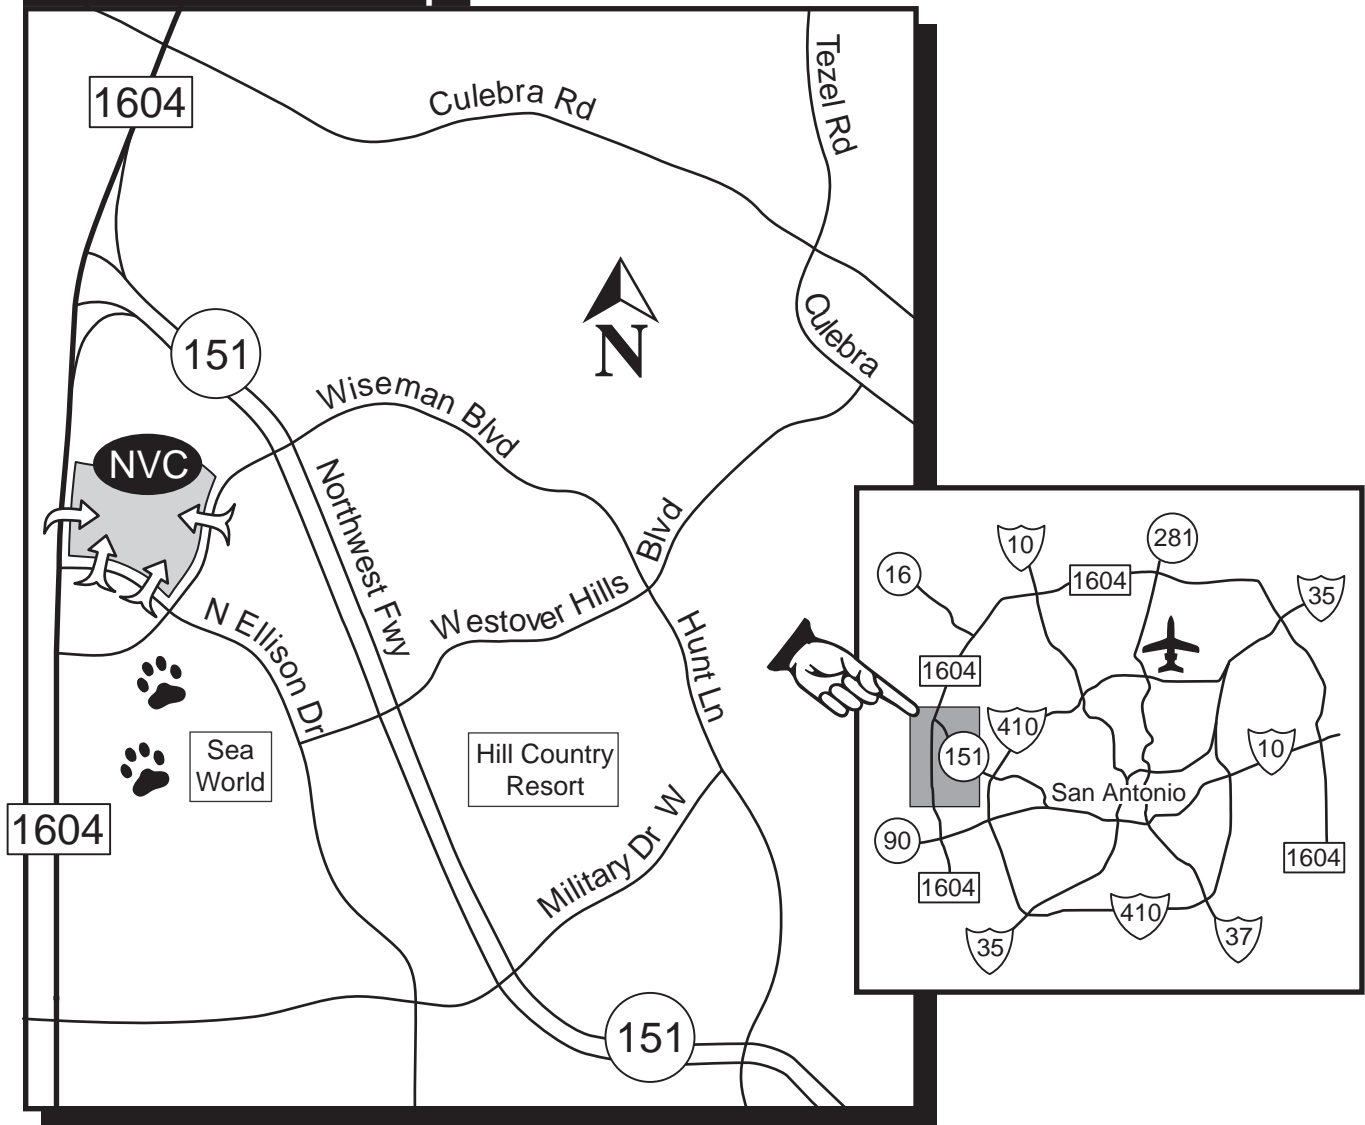 1604
Culebra Rd
Tezel Rd
Culebra
N
151
Wiseman Blvd
NVC
Northwest Fwy
Westover Hills Blvd
N Ellison Dr
Hunt Ln
Sea
World
Hill Country
Resort
Military Dr W
1604
151
10
281
16
1604
35
1604
410
151
10
San Antonio
90
1604
1604
410
35
37